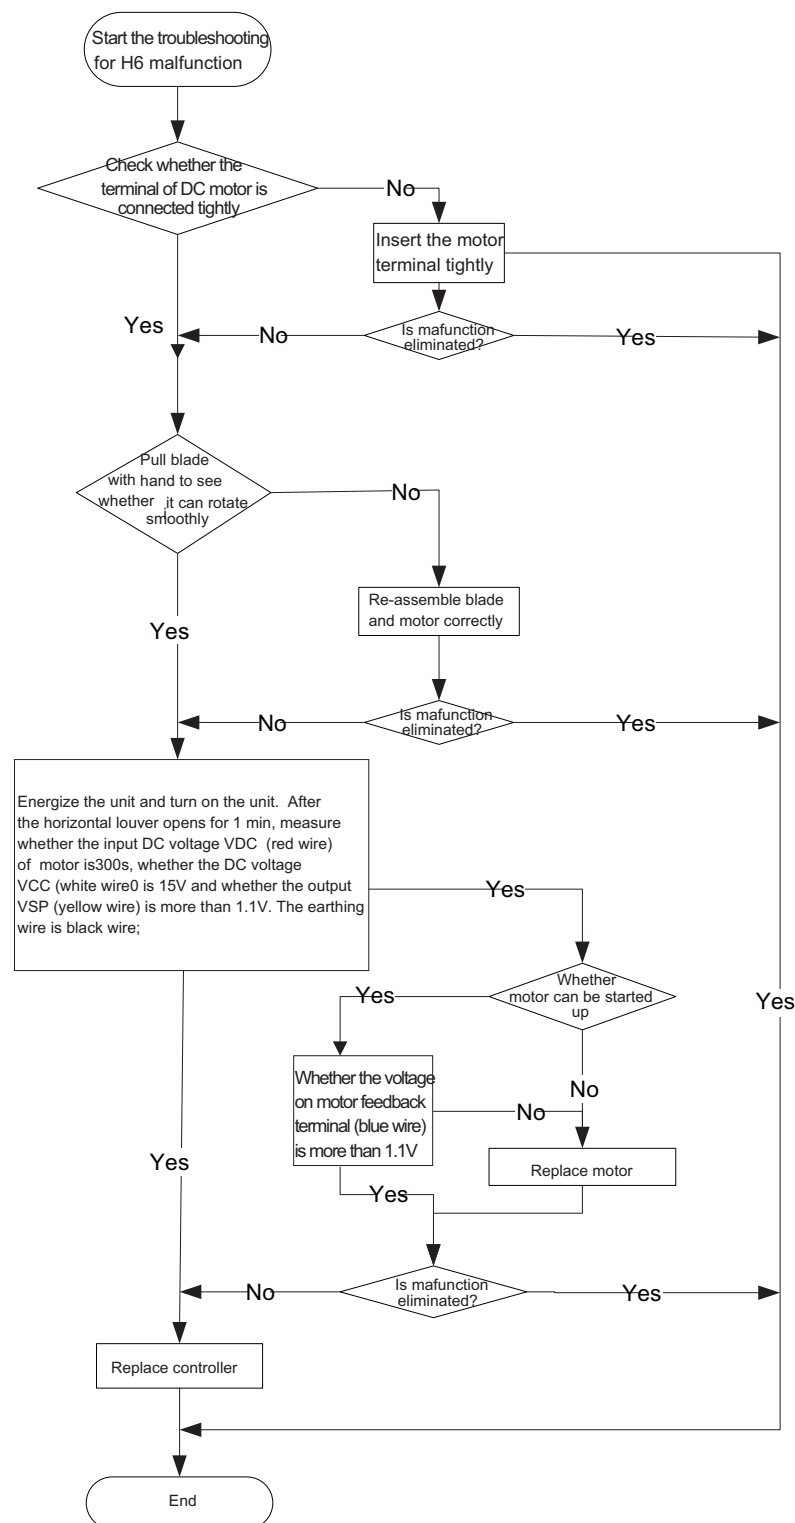 Start the troubleshooting
for H6 malfunction
Check whether the
terminal of DC motor is
connected tightly
No
Insert the motor
terminal tightly
Yes
No
Is mafunction
eliminated?
Yes
Pull blade
with hand to see
whether it can rotate
smoothly
No
Re-assemble blade
and motor correctly
Yes
No
Is mafunction
eliminated?
Yes
Energize the unit and turn on the unit. After
the horizontal louver opens for 1 min, measure
whether the input DC voltage VDC (red wire)
of motor is300s, whether the DC voltage
VCC (white wire0 is 15V and whether the output
VSP (yellow wire) is more than 1.1V. The earthing
wire is black wire;
Yes
Whether
motor can be started
up
Yes
Yes
Whether the voltage
on motor feedback
terminal (blue wire)
is more than 1.1V
No
No
Replace motor
Yes
Yes
Is mafunction
eliminated?
No
Yes
Replace controller
End